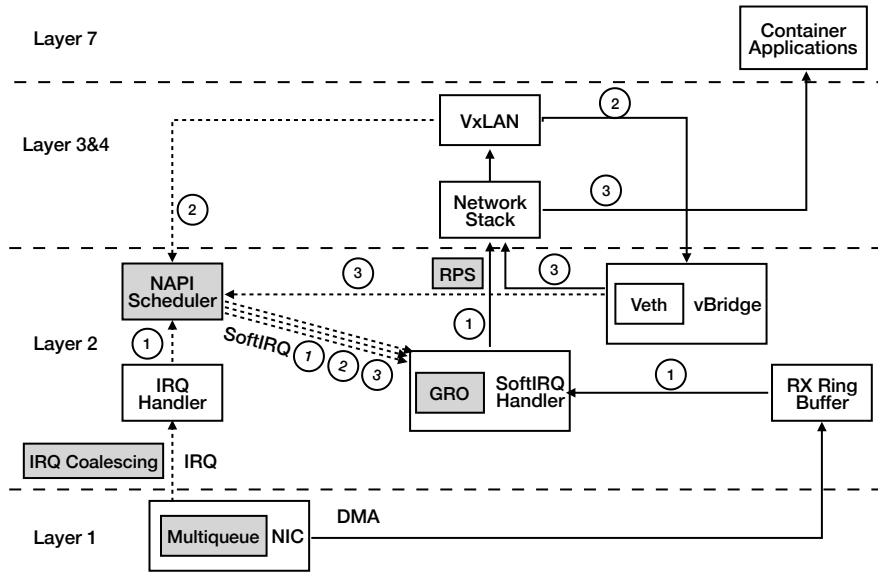 Layer 7
Container
Applications
VxLAN
2
Layer 3&4
2
Network
Stack
3
NAPI
Scheduler
3
RPS
3
Veth
vBridge
1
Layer 2
1
SoftIRQ 1 2 3
IRQ
Handler
GRO
SoftIRQ
Handler
1
RX Ring
Buffer
IRQ Coalescing
IRQ
Layer 1
Multiqueue
NIC
DMA